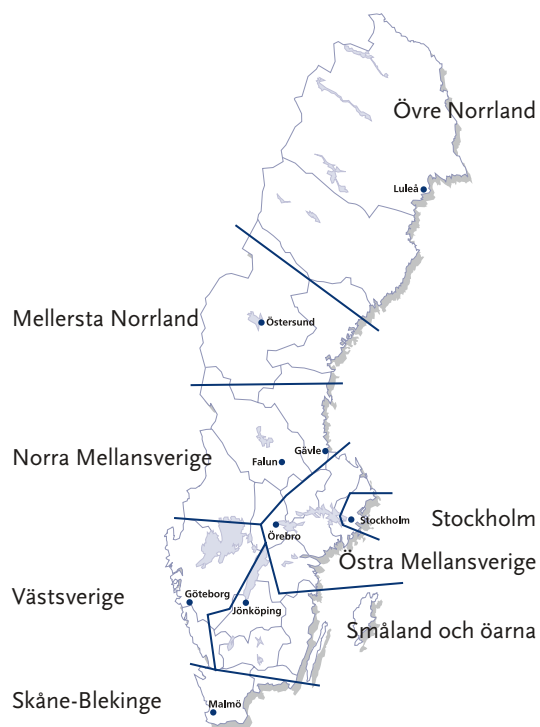 Övre Norrland
Luleå
Mellersta Norrland
Östersund
Norra Mellansverige
Gävle
Falun
Stockholm
Stockholm
Örebro
Östra Mellansverige
Västsverige
Göteborg
Jönköping
Småland och öarna
Skåne-Blekinge
Malmö